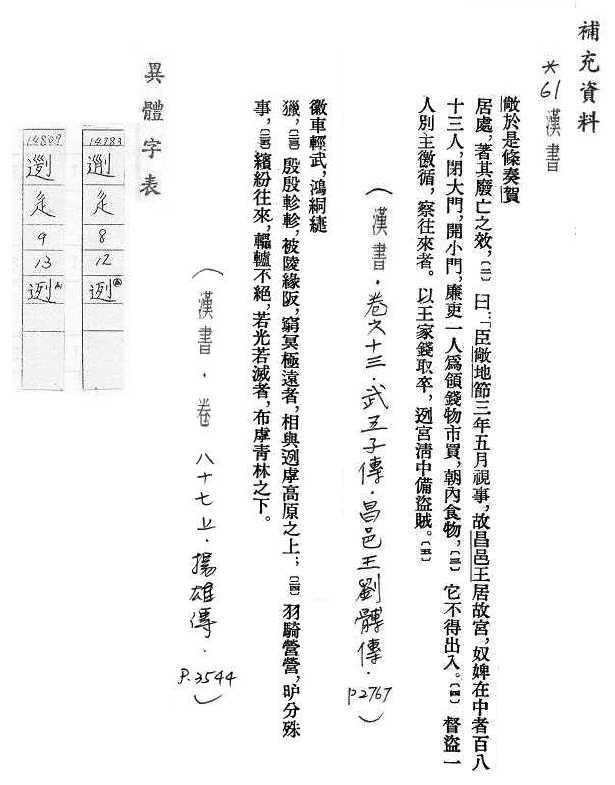 補充資料
*61 漢書
敞於是條奏賀
居處，著其廢亡之效，〔二〕曰：「臣敞地節三年五月視事，故昌邑王居故宮，奴婢在中者百八
十三人，閉大門，開小門，廉吏一人爲領錢物市買，朝內食物，〔三〕它不得出入。〔四〕督盜一
人別主徼循，察往來者。以王家錢取卒，迾宮清中備盜賊。〔五〕
（漢書．卷六十三．武五子傳．昌邑王劉髆傳．p2767）
徽車輕武，鴻絧緁
獵，〔二三〕殷殷軫軫，被陵緣阪，窮冥極遠者，相與迾虖高原之上；〔二四〕羽騎營營，昈分殊
事，〔二五〕繽紛往來，轠轤不絕，若光若滅者，布虖青林之下。
（漢書．卷八十七上．揚雄傳．P.3544）
異體字表
14783
辵
8
12
迾
14809
辵
9
13
迾